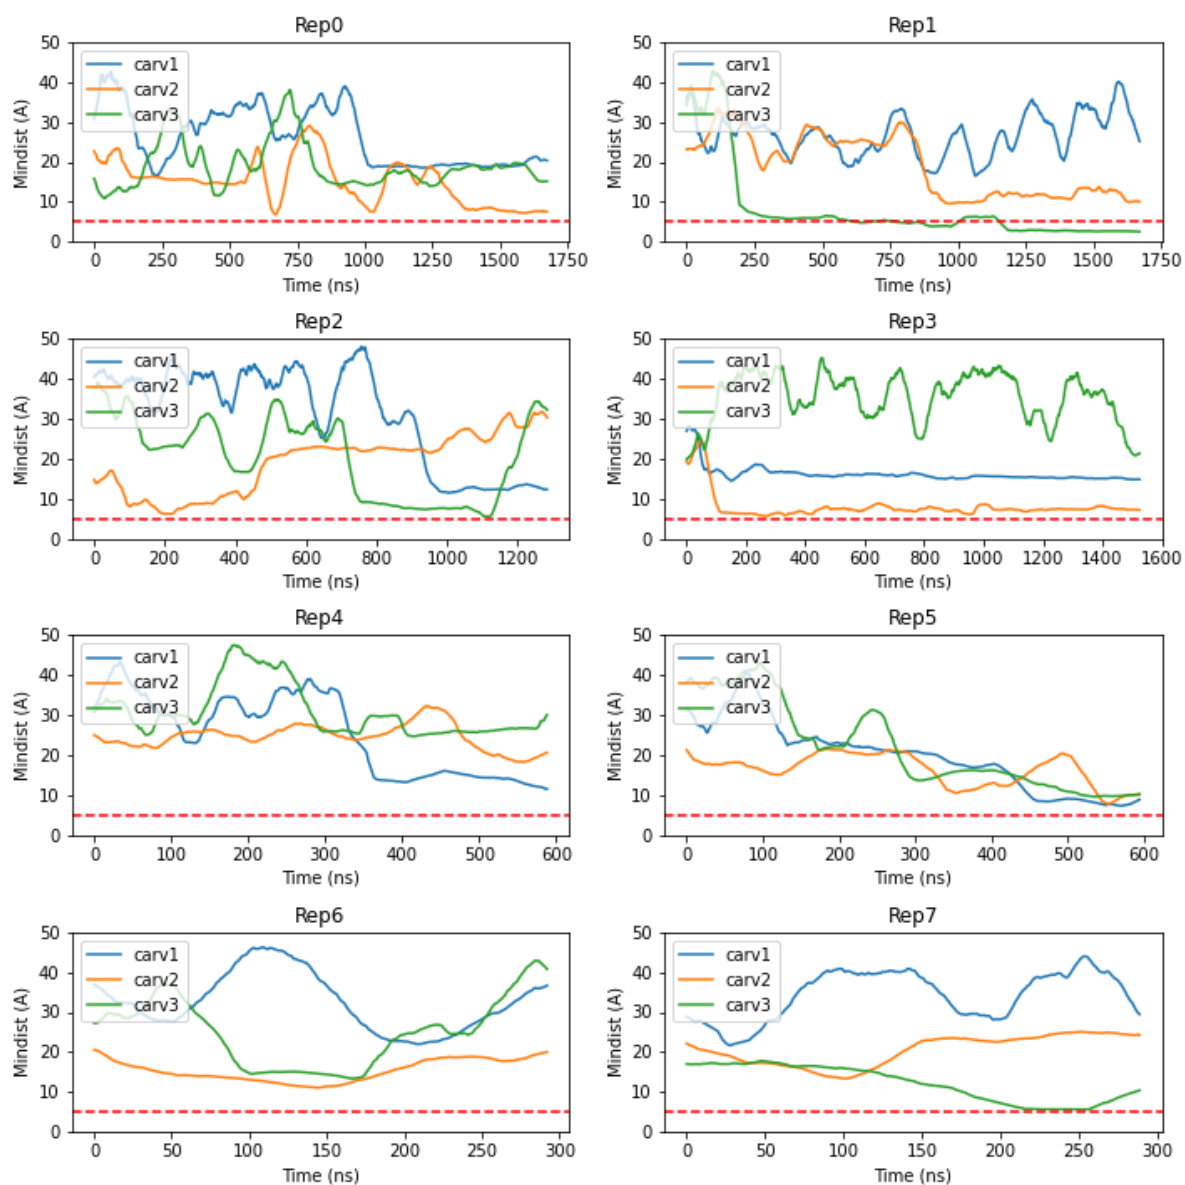 Rep0
Mindist (A)
50
40
30
20
10
0
carv1
carv2
carv3
0 250 500 750 1000 1250 1500 1750
Time (ns)
Rep1
Mindist (A)
50
40
30
20
10
0
carv1
carv2
carv3
0 250 500 750 1000 1250 1500 1750
Time (ns)
Rep2
Mindist (A)
50
40
30
20
10
0
carv1
carv2
carv3
0 200 400 600 800 1000 1200
Time (ns)
Rep3
Mindist (A)
50
40
30
20
10
0
carv1
carv2
carv3
0 200 400 600 800 1000 1200 1400 1600
Time (ns)
Rep4
Mindist (A)
50
40
30
20
10
0
carv1
carv2
carv3
0 100 200 300 400 500 600
Time (ns)
Rep5
Mindist (A)
50
40
30
20
10
0
carv1
carv2
carv3
0 100 200 300 400 500 600
Time (ns)
Rep6
Mindist (A)
50
40
30
20
10
0
carv1
carv2
carv3
0 50 100 150 200 250 300
Time (ns)
Rep7
Mindist (A)
50
40
30
20
10
0
carv1
carv2
carv3
0 50 100 150 200 250 300
Time (ns)